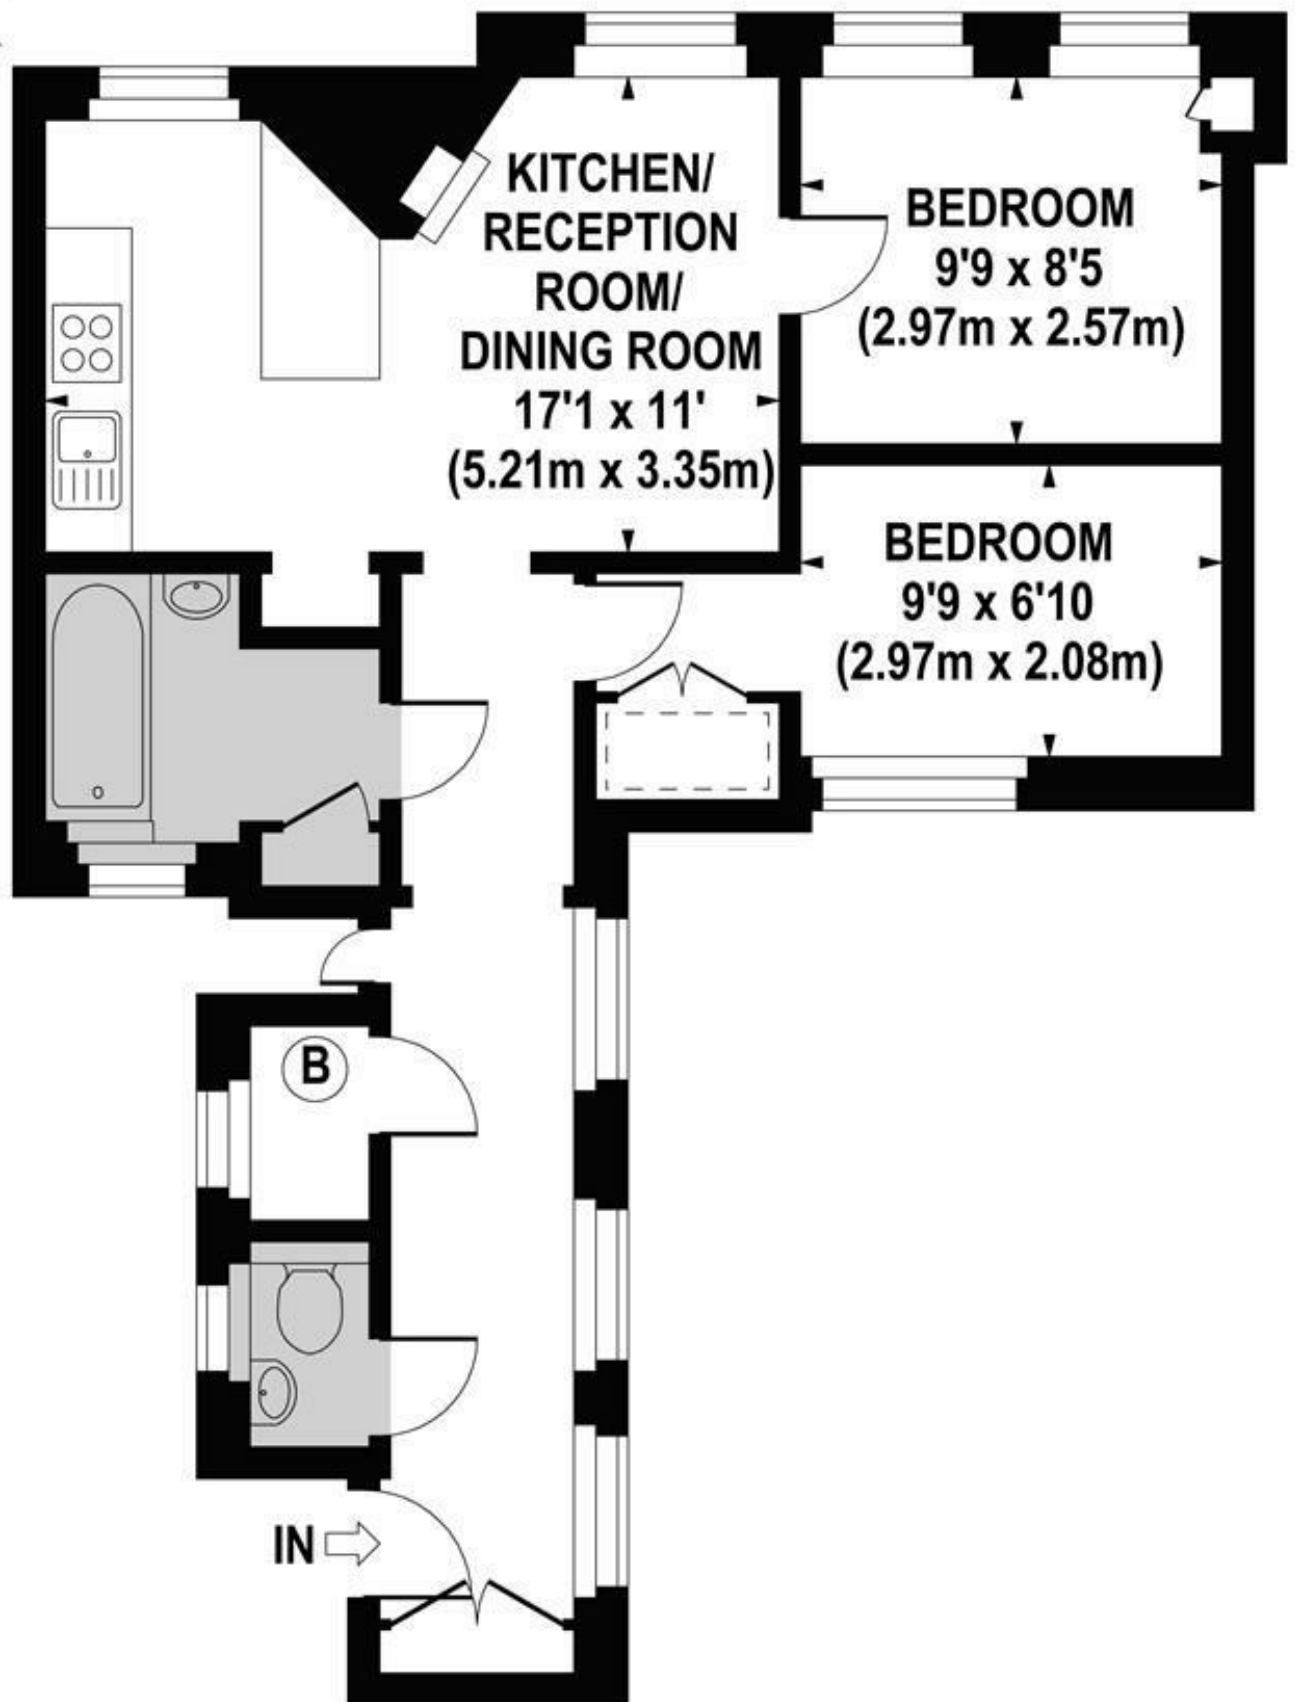 KITCHEN/
RECEPTION
ROOM/
DINING ROOM
17'1 x 11'
(5.21m x 3.35m)
BEDROOM
9'9 x 8'5
(2.97m x 2.57m)
BEDROOM
9'9 x 6'10
(2.97m x 2.08m)
B
IN